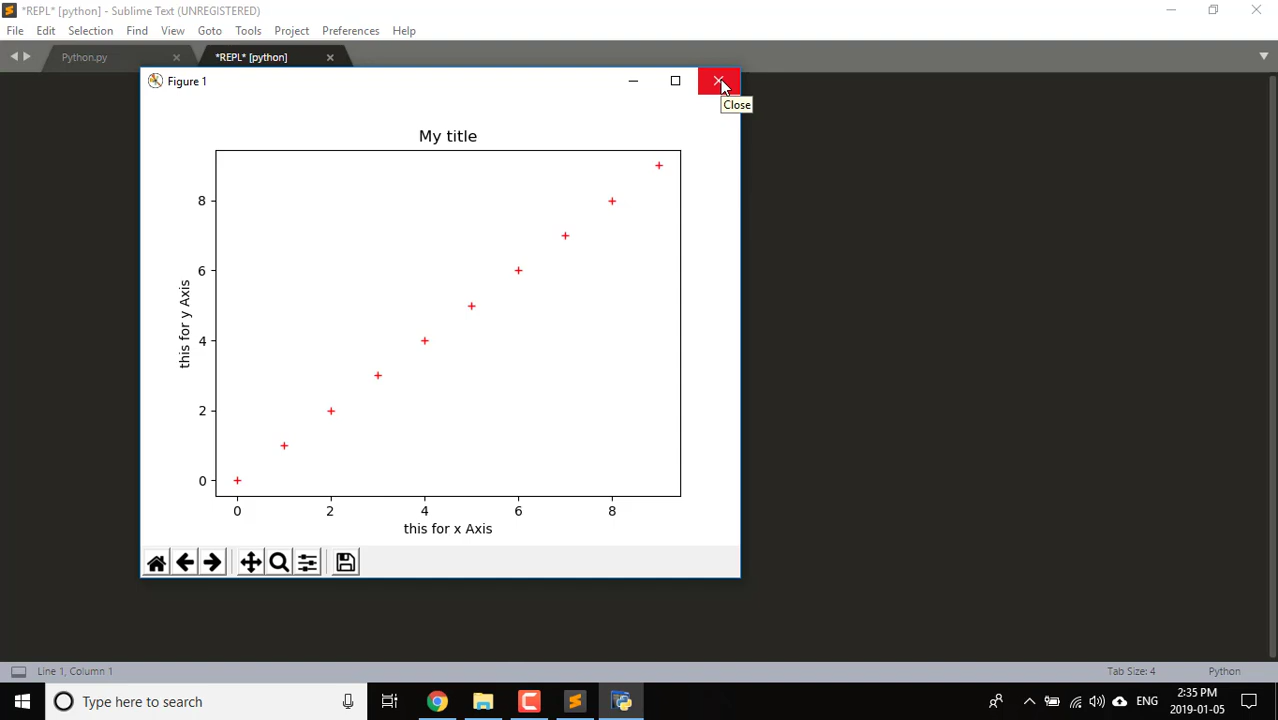 *REPL* [python] - Sublime Text (UNREGISTERED)
File Edit Selection Find View Goto Tools Project Preferences Help
Python.py *REPL* [python]
Figure 1
Close
My title
8
6
4
2
0
this for y Axis
0 2 4 6 8
this for x Axis
Line 1, Column 1 Tab Size: 4 Python
Type here to search ENG 2:35 PM
2019-01-05